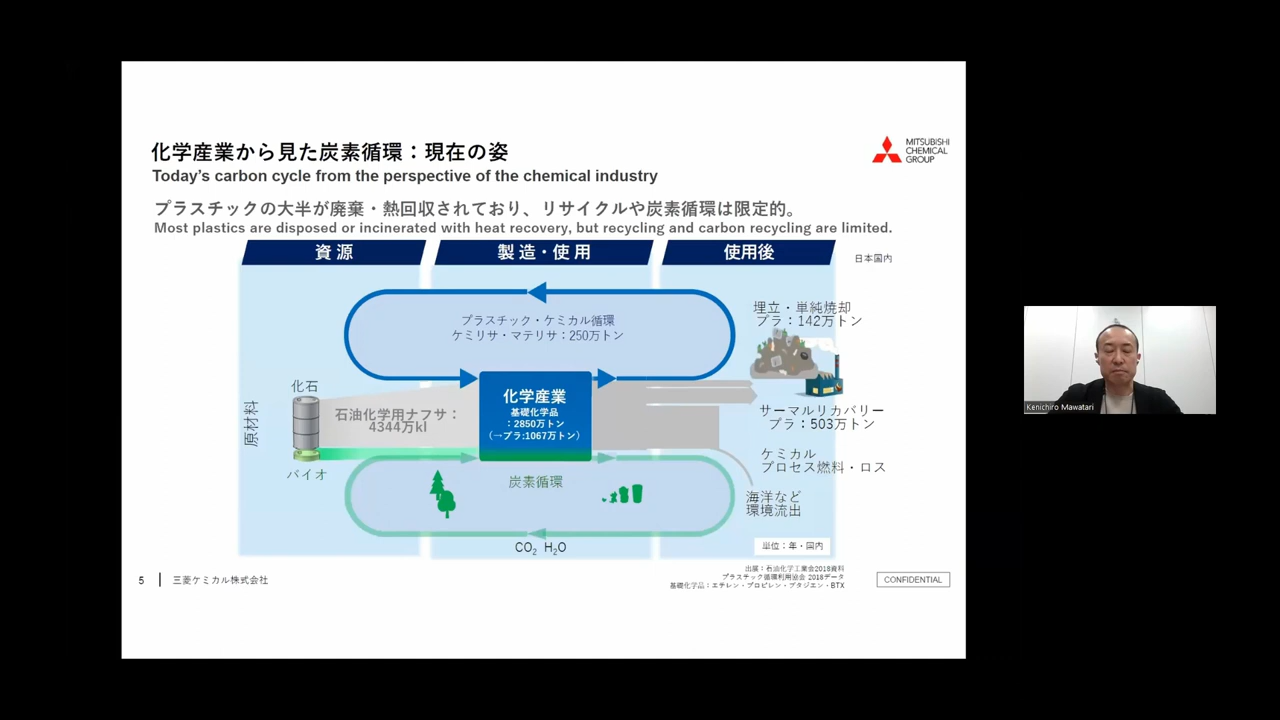 化学産業から見た炭素循環：現在の姿
Today's carbon cycle from the perspective of the chemical industry
MITSUBISHI
CHEMICAL
GROUP
プラスチックの大半が廃棄・熱回収されており、リサイクルや炭素循環は限定的。
Most plastics are disposed or incinerated with heat recovery, but recycling and carbon recycling are limited.
資 源
製 造・使 用
使用後
日本国内
プラスチック・ケミカル循環
ケミリサ・マテリサ：250万トン
埋立・単純焼却
プラ：142万トン
化石
原材料
石油化学用ナフサ：
4344万kl
化学産業
基礎化学品
：2850万トン
（→プラ:1067万トン）
サーマルリカバリー
プラ：503万トン
バイオ
炭素循環
ケミカル
プロセス燃料・ロス
海洋など
環境流出
CO₂ H₂O
単位：年・国内
5
三菱ケミカル株式会社
出展：石油化学工業会2018資料
プラスチック循環利用協会 2018データ
基礎化学品：エチレン・プロピレン・ブタジエン・BTX
CONFIDENTIAL
Kenichiro Mawatari